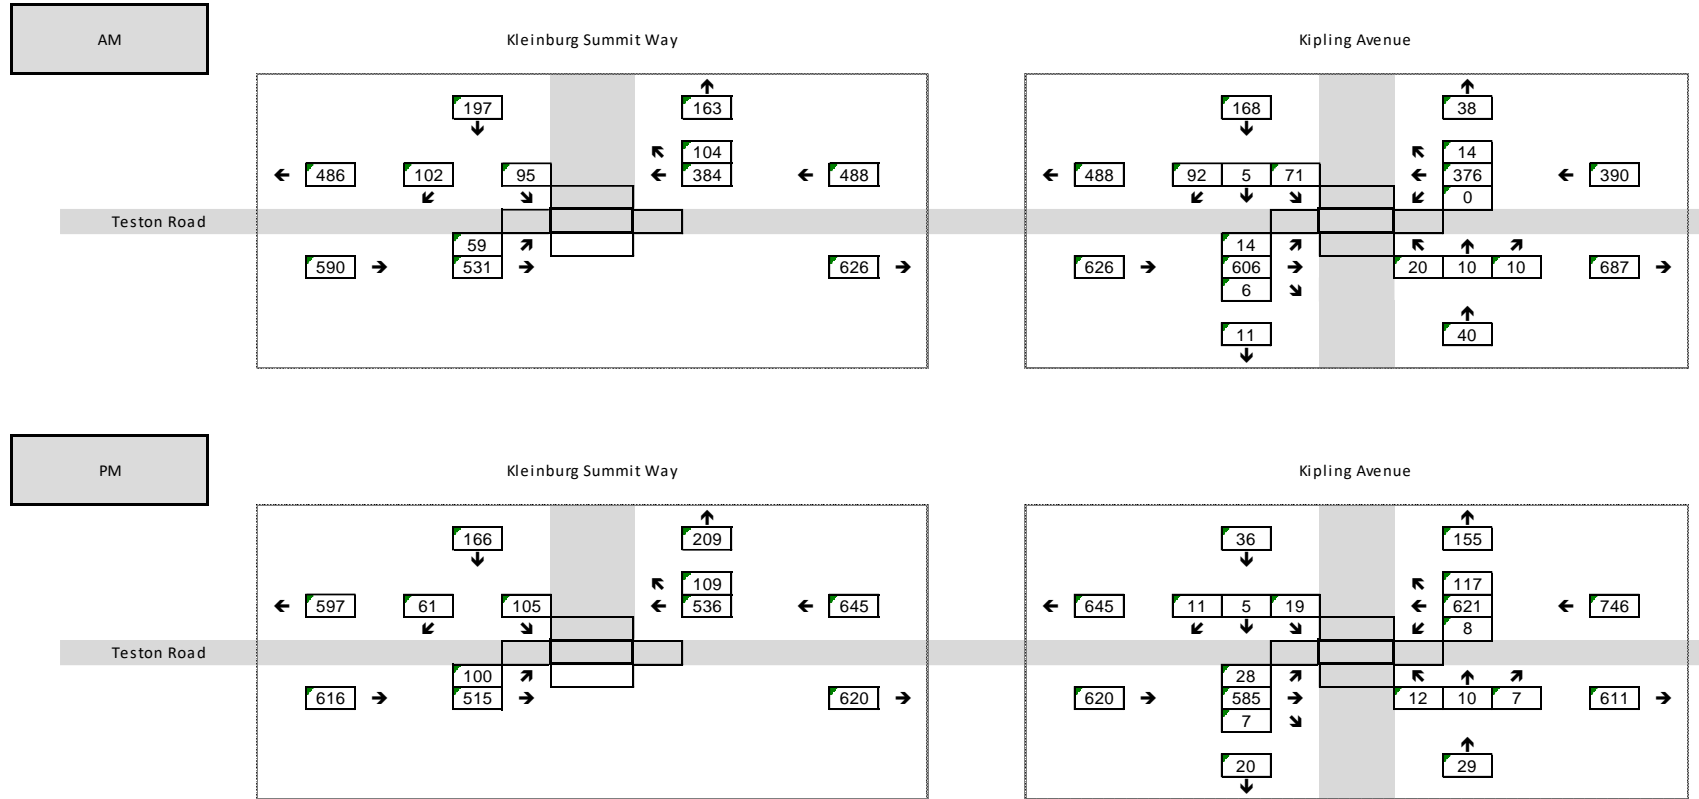 AM
Kleinburg Summit Way
Kipling Avenue
197 163 168 38
104 14
486 102 95 384 488 488 92 5 71 376 390
0
Teston Road
59 14
590 531 626 626 606 20 10 10 687
6
11 40
PM
Kleinburg Summit Way
Kipling Avenue
166 209 36 155
109 117
597 61 105 536 645 645 11 5 19 621 746
8
Teston Road
100 28
616 515 620 620 585 12 10 7 611
7
20 29